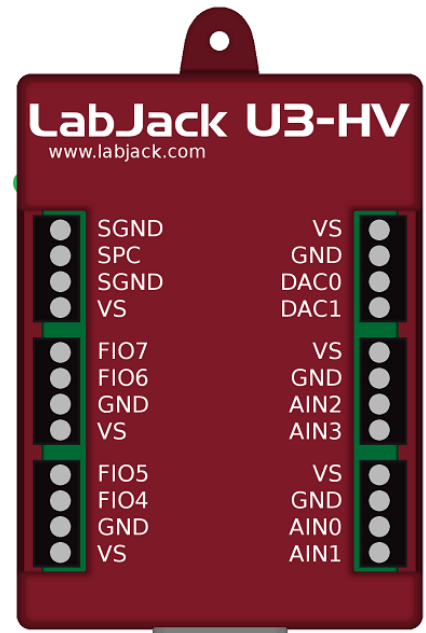 LabJack U3-HV
www.labjack.com
SGND
SPC
SGND
VS
FIO7
FIO6
GND
VS
FIO5
FIO4
GND
VS
VS
GND
DAC0
DAC1
VS
GND
AIN2
AIN3
VS
GND
AIN0
AIN1